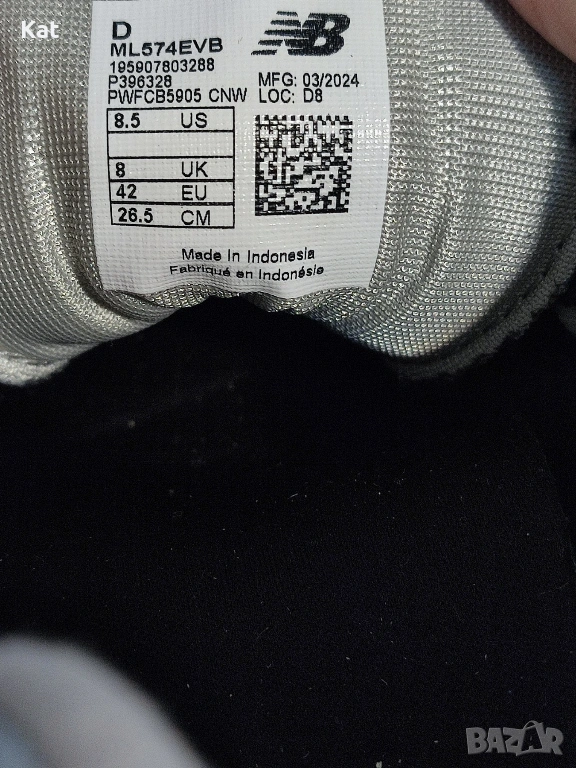 Kat
D
ML574EVB
195907803288
P396328
PWFCB5905 CNW
NB
MFG: 03/2024
LOC: D8
8.5 US
8 UK
42 EU
26.5 CM
Made In Indonesia
Fabriqué en Indonésie
BAZAR